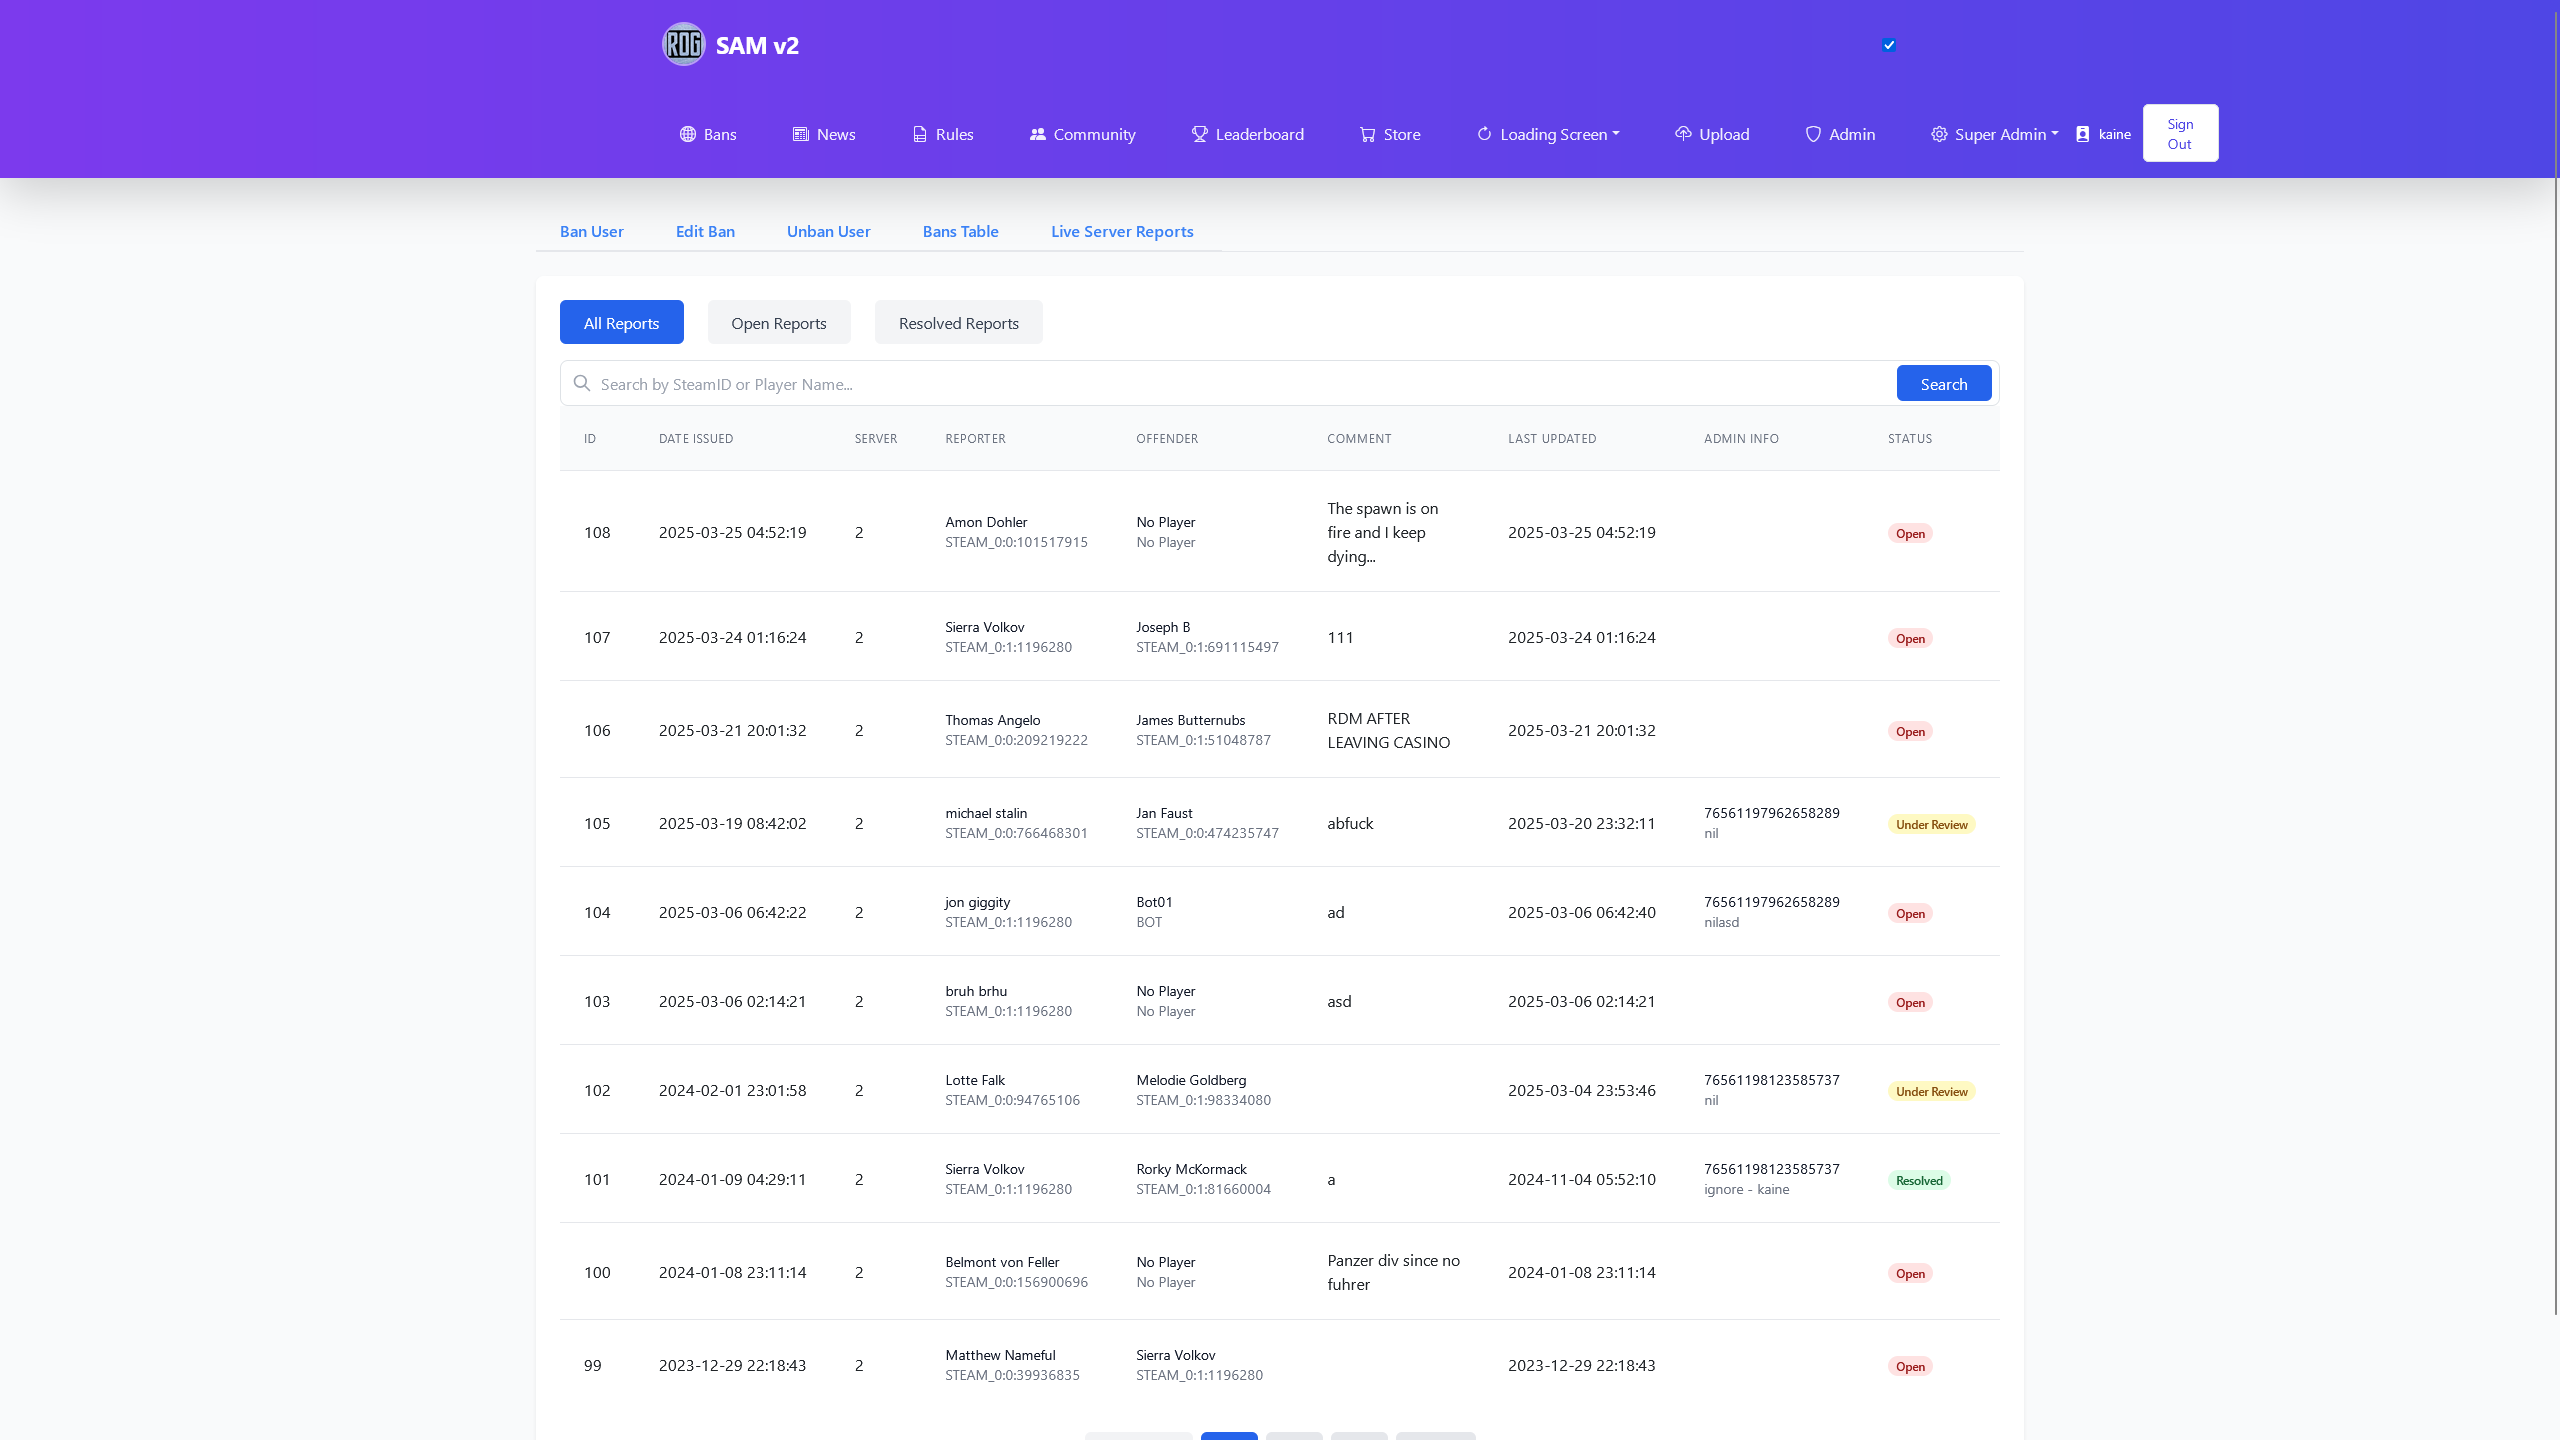 ROG SAM v2
Bans News Rules Community Leaderboard Store Loading Screen Upload Admin Super Admin kaine Sign
Out
Ban User Edit Ban Unban User Bans Table Live Server Reports
All Reports Open Reports Resolved Reports
Search by SteamID or Player Name... Search
ID DATE ISSUED SERVER REPORTER OFFENDER COMMENT LAST UPDATED ADMIN INFO STATUS
108 2025-03-25 04:52:19 2 Amon Dohler No Player The spawn is on 2025-03-25 04:52:19 Open
STEAM_0:0:101517915 No Player fire and I keep
dying...
107 2025-03-24 01:16:24 2 Sierra Volkov Joseph B 111 2025-03-24 01:16:24 Open
STEAM_0:1:1196280 STEAM_0:1:691115497
106 2025-03-21 20:01:32 2 Thomas Angelo James Butternubs RDM AFTER 2025-03-21 20:01:32 Open
STEAM_0:0:209219222 STEAM_0:1:51048787 LEAVING CASINO
105 2025-03-19 08:42:02 2 michael stalin Jan Faust abfuck 2025-03-20 23:32:11 76561197962658289 Under Review
STEAM_0:0:766468301 STEAM_0:0:474235747 nil
104 2025-03-06 06:42:22 2 jon giggity Bot01 ad 2025-03-06 06:42:40 76561197962658289 Open
STEAM_0:1:1196280 BOT nilasd
103 2025-03-06 02:14:21 2 bruh brhu No Player asd 2025-03-06 02:14:21 Open
STEAM_0:1:1196280 No Player
102 2024-02-01 23:01:58 2 Lotte Falk Melodie Goldberg 2025-03-04 23:53:46 76561198123585737 Under Review
STEAM_0:0:94765106 STEAM_0:1:98334080 nil
101 2024-01-09 04:29:11 2 Sierra Volkov Rorky McKormack a 2024-11-04 05:52:10 76561198123585737 Resolved
STEAM_0:1:1196280 STEAM_0:1:81660004 ignore - kaine
100 2024-01-08 23:11:14 2 Belmont von Feller No Player Panzer div since no 2024-01-08 23:11:14 Open
STEAM_0:0:156900696 No Player fuhrer
99 2023-12-29 22:18:43 2 Matthew Nameful Sierra Volkov 2023-12-29 22:18:43 Open
STEAM_0:0:39936835 STEAM_0:1:1196280